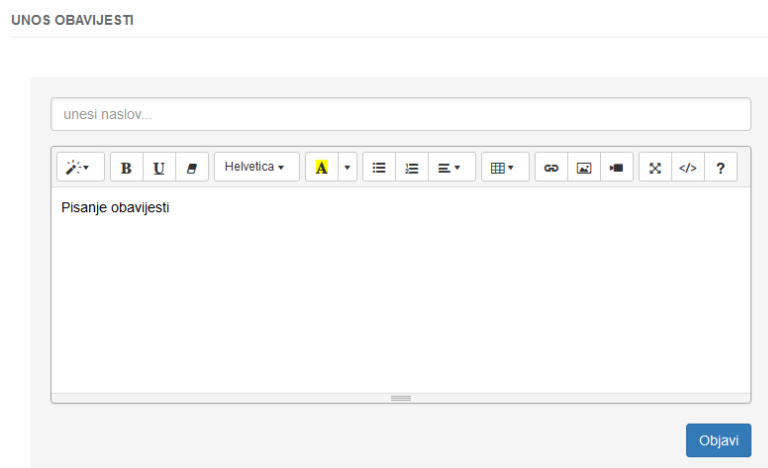 UNOS OBAVIJESTI
unesi naslov...
B U Helvetica A </> ?
Pisanje obavijesti
Objavi